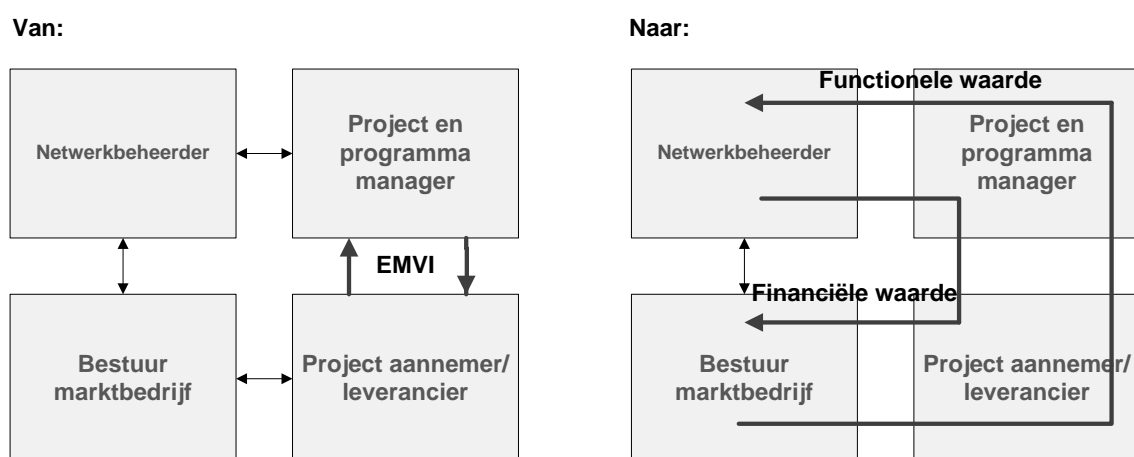 Van:
Netwerkbeheerder
Project en
programma
manager
EMVI
Bestuur
marktbedrijf
Project aannemer/
leverancier
Naar:
Functionele waarde
Netwerkbeheerder
Project en
programma
manager
Financiële waarde
Bestuur
marktbedrijf
Project aannemer/
leverancier